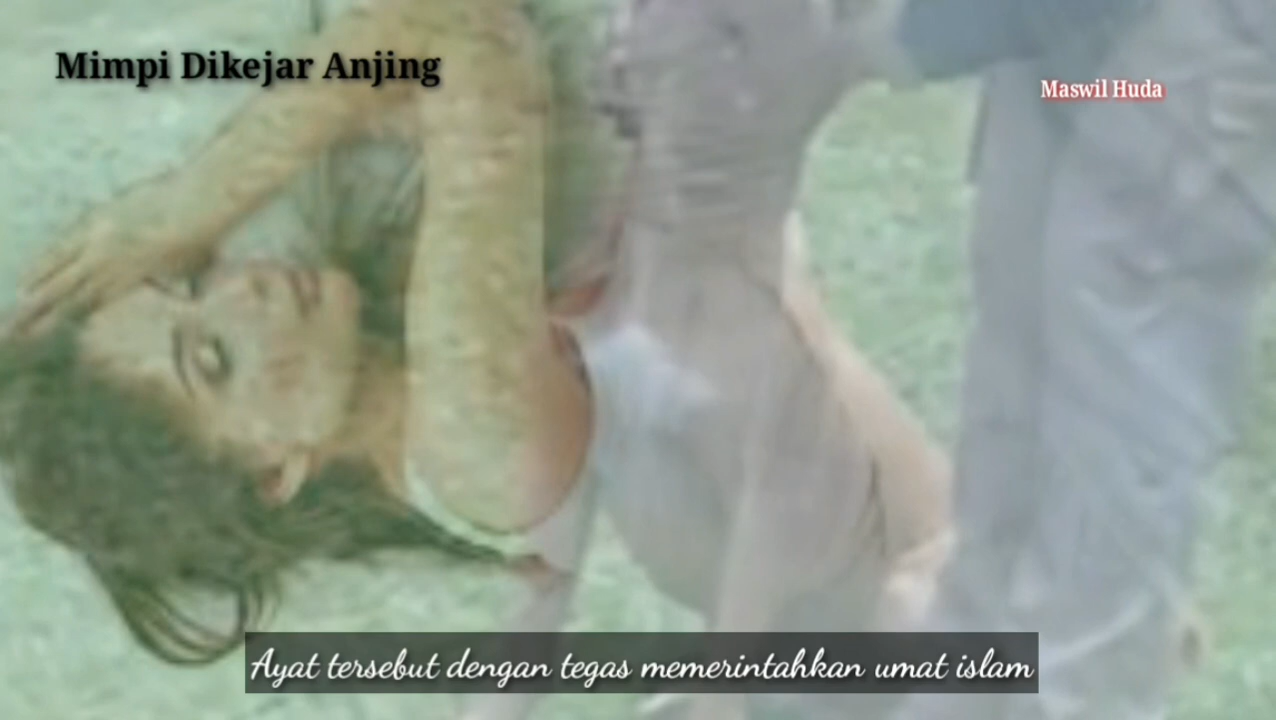 Mimpi Dikejar Anjing
Maswil Huda
Ayat tersebut dengan tegas memerintahkan umat islam